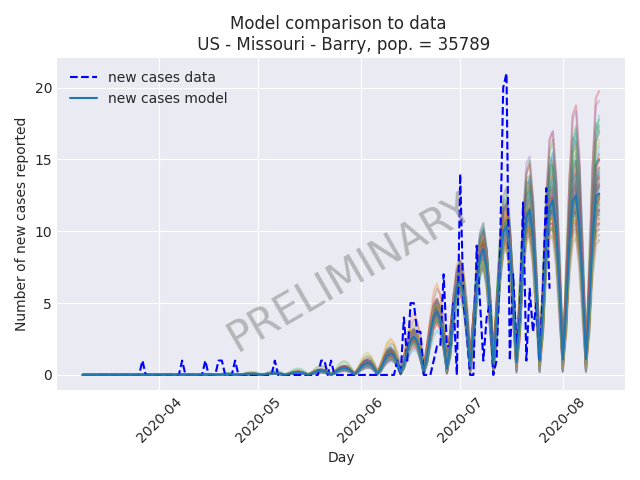 Model comparison to data
US - Missouri - Barry, pop. = 35789
new cases data
new cases model
PRELIMINARY
Number of new cases reported
20
15
10
5
0
2020-04
2020-05
2020-06
2020-07
2020-08
Day